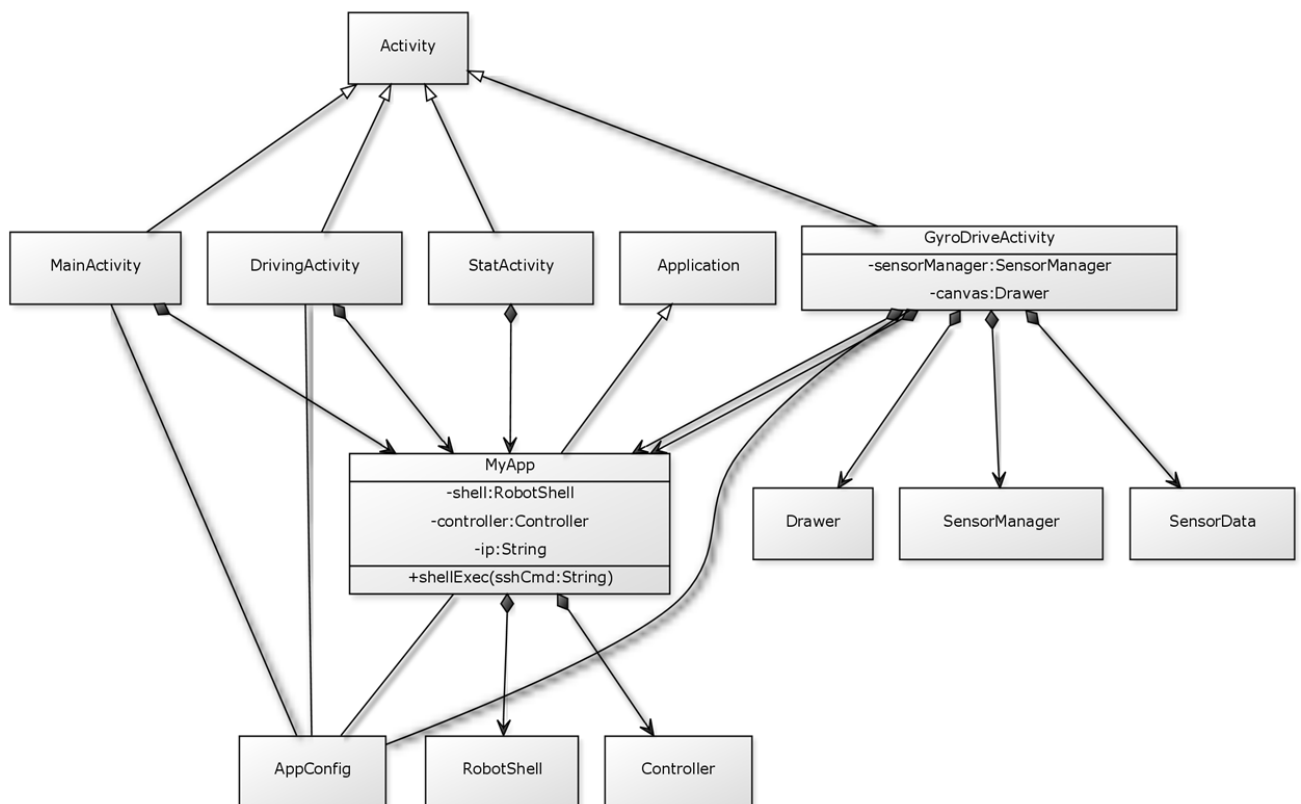 Activity
MainActivity
DrivingActivity
StatActivity
Application
GyroDriveActivity
-sensorManager:SensorManager
-canvas:Drawer
MyApp
-shell:RobotShell
-controller:Controller
-ip:String
+shellExec(sshCmd:String)
Drawer
SensorManager
SensorData
AppConfig
RobotShell
Controller